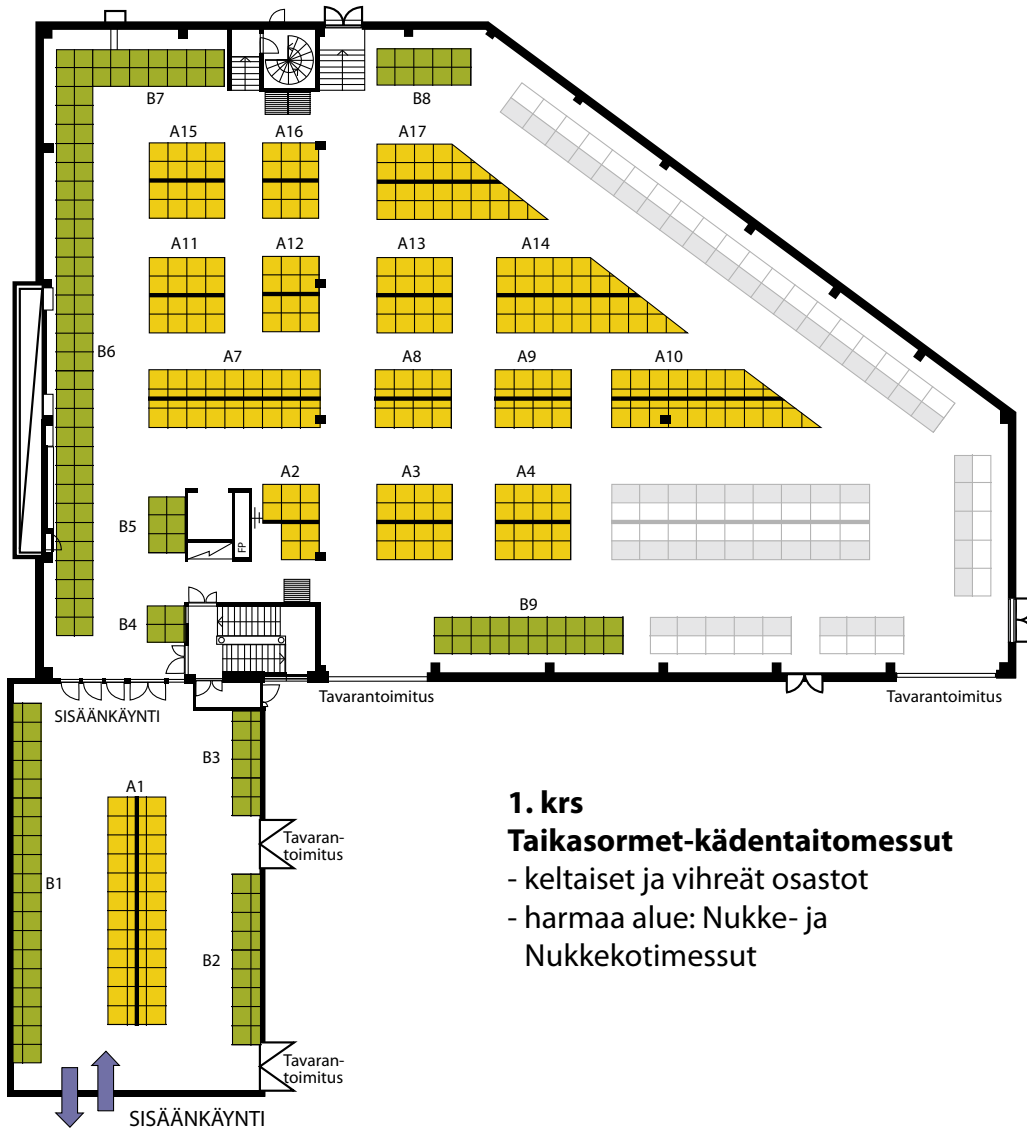 B7
B8
A15
A16
A17
A11
A12
A13
A14
B6
A7
A8
A9
A10
A2
A3
A4
B5
FP
B4
B9
Tavarantoimitus
Tavarantoimitus
SISÄÄNKÄYNTI
B3
A1
1. krs
Taikasormet-kädentaitomessut
- keltaiset ja vihreät osastot
- harmaa alue: Nukke- ja
Nukkekotimessut
Tavaran-
toimitus
B1
B2
Tavaran-
toimitus
SISÄÄNKÄYNTI